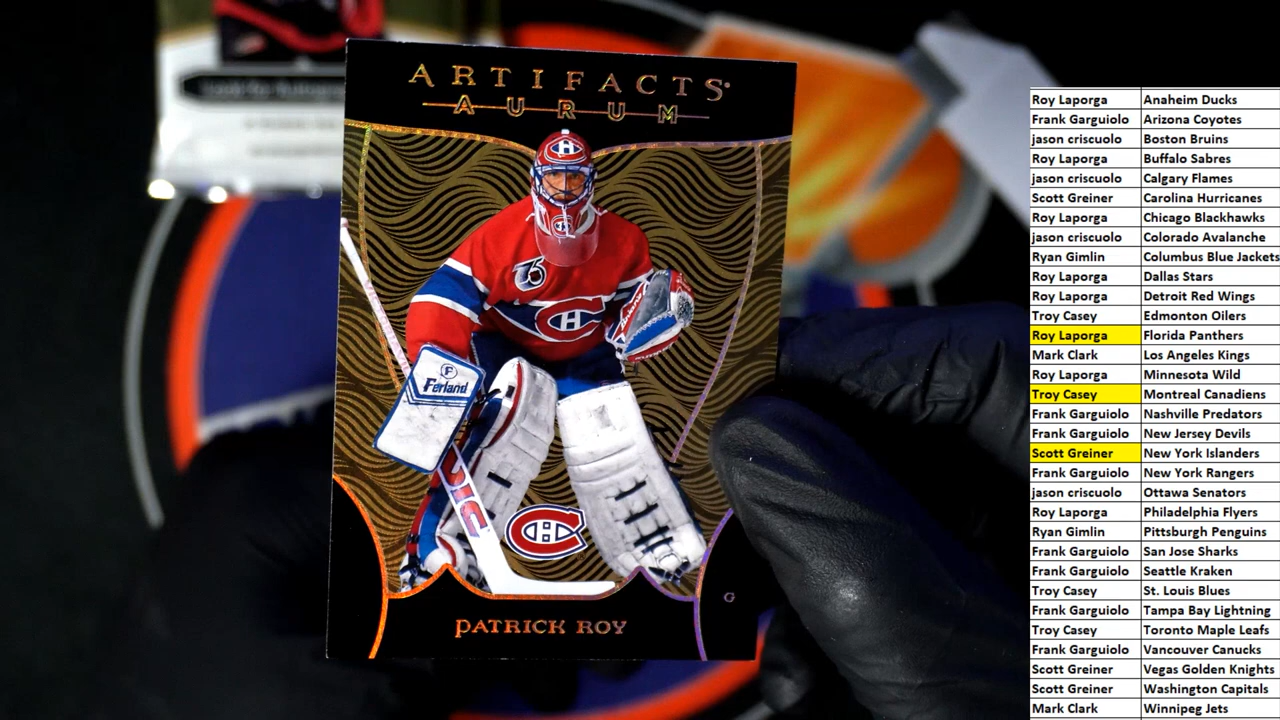 ARTIFACTS
AURUM
75
Ferland
G
PATRICK ROY
Roy Laporga Anaheim Ducks
Frank Garguiolo Arizona Coyotes
jason criscuolo Boston Bruins
Roy Laporga Buffalo Sabres
jason criscuolo Calgary Flames
Scott Greiner Carolina Hurricanes
Roy Laporga Chicago Blackhawks
jason criscuolo Colorado Avalanche
Ryan Gimlin Columbus Blue Jackets
Roy Laporga Dallas Stars
Roy Laporga Detroit Red Wings
Troy Casey Edmonton Oilers
Roy Laporga Florida Panthers
Mark Clark Los Angeles Kings
Roy Laporga Minnesota Wild
Troy Casey Montreal Canadiens
Frank Garguiolo Nashville Predators
Frank Garguiolo New Jersey Devils
Scott Greiner New York Islanders
Frank Garguiolo New York Rangers
jason criscuolo Ottawa Senators
Roy Laporga Philadelphia Flyers
Ryan Gimlin Pittsburgh Penguins
Frank Garguiolo San Jose Sharks
Frank Garguiolo Seattle Kraken
Troy Casey St. Louis Blues
Frank Garguiolo Tampa Bay Lightning
Troy Casey Toronto Maple Leafs
Frank Garguiolo Vancouver Canucks
Scott Greiner Vegas Golden Knights
Scott Greiner Washington Capitals
Mark Clark Winnipeg Jets